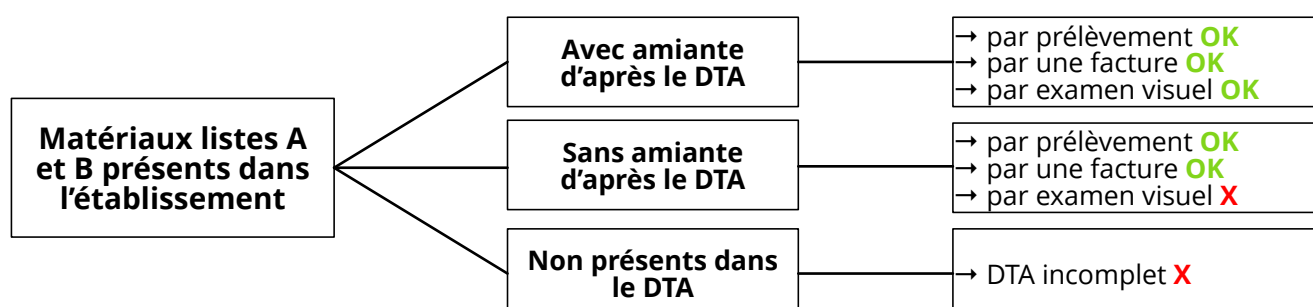 Matériaux listes A
et B présents dans
l’établissement
Avec amiante
d’après le DTA
→ par prélèvement OK
→ par une facture OK
→ par examen visuel OK
Sans amiante
d’après le DTA
→ par prélèvement OK
→ par une facture OK
→ par examen visuel X
Non présents dans
le DTA
→ DTA incomplet X